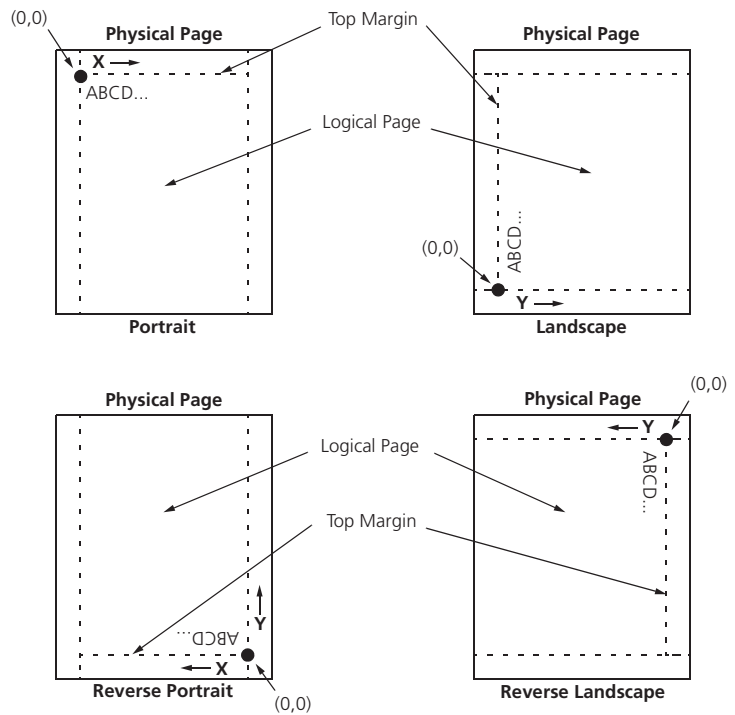 (0,0)
Top Margin
Physical Page
Physical Page
X
ABCD...
Logical Page
ABCD...
(0,0)
Y
Portrait
Landscape
(0,0)
Physical Page
Physical Page
Y
Logical Page
ABCD...
Top Margin
Y
ABCD...
X
Reverse Portrait
Reverse Landscape
(0,0)